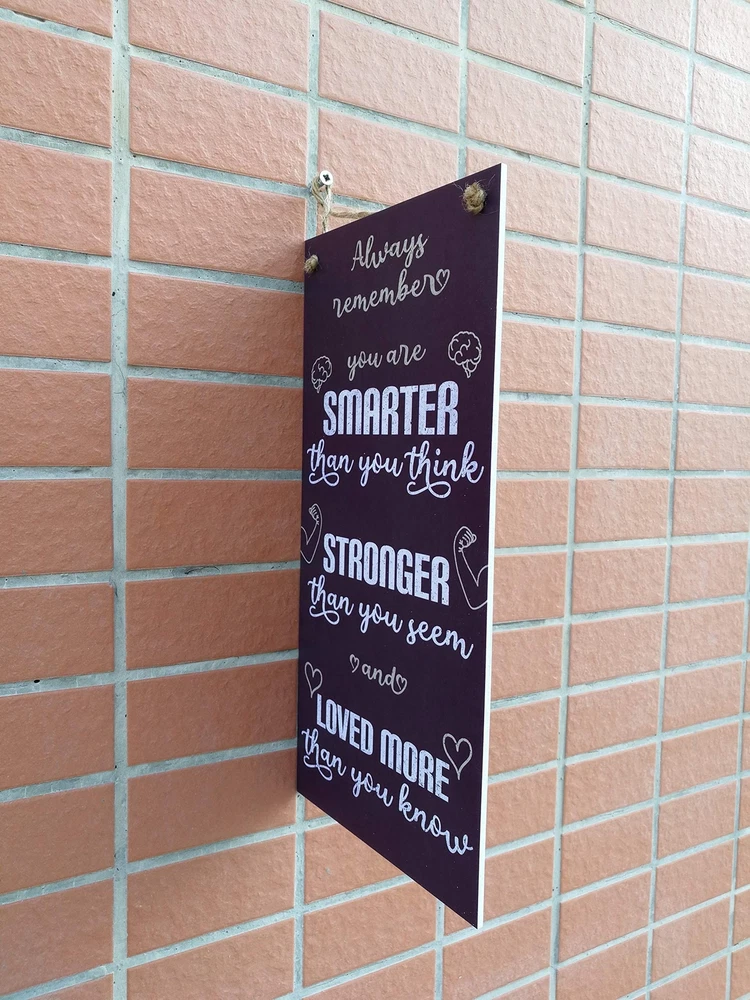 Always
remember
you are
SMARTER
than you think
STRONGER
than you seem
and
LOVED MORE
than you know